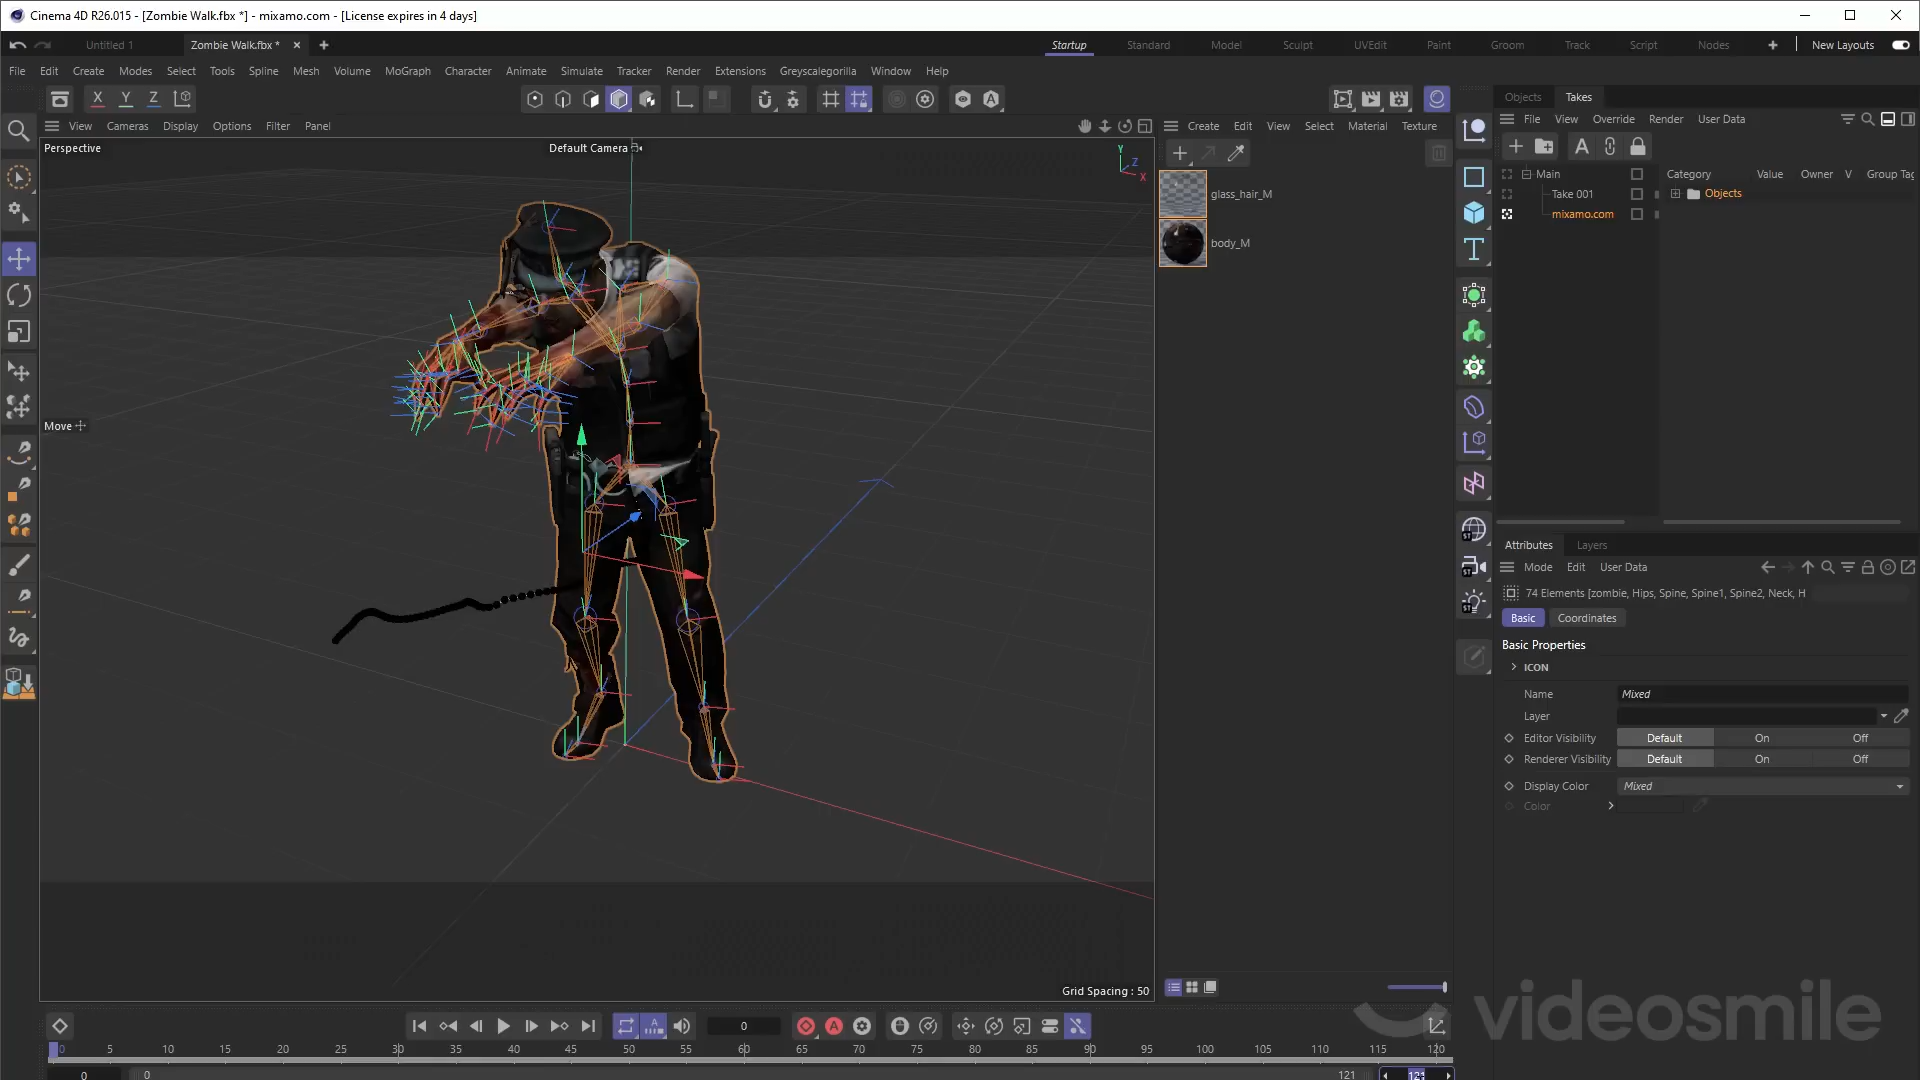 Cinema 4D R26.015 - [Zombie Walk.fbx *] - mixamo.com - [License expires in 4 days]
Untitled 1
Zombie Walk.fbx *
Startup
Standard
Model
Sculpt
UVEdit
Paint
Groom
Track
Script
Nodes
New Layouts
File Edit Create Modes Select Tools Spline Mesh Volume MoGraph Character Animate Simulate Tracker Render Extensions Greyscalegorilla Window Help
X Y Z
Objects Takes
View Cameras Display Options Filter Panel
Create Edit View Select Material Texture
File View Override Render User Data
Perspective
Default Camera
Y
Z
X
glass_hair_M
body_M
Main
Take 001
mixamo.com
Category Value Owner V Group Tag
Objects
Move
Attributes Layers
Mode Edit User Data
74 Elements [zombie, Hips, Spine, Spine1, Spine2, Neck, H
Basic Coordinates
Basic Properties
ICON
Name Mixed
Layer
Editor Visibility Default On Off
Renderer Visibility Default On Off
Display Color Mixed
Color
Grid Spacing : 50
videosmile
0
0 5 10 15 20 25 30 35 40 45 50 55 60 65 70 75 80 85 90 95 100 105 110 115 120
0 0 121 121